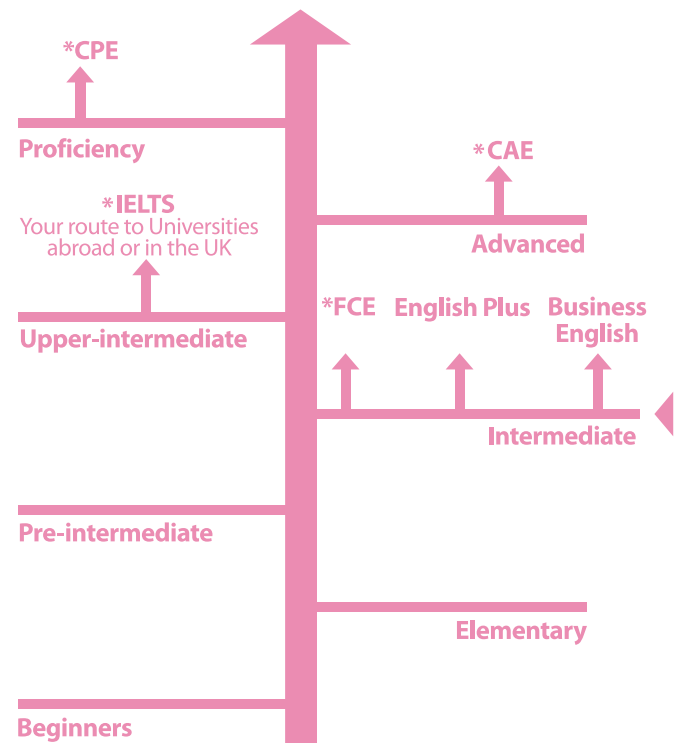 *CPE
Proficiency
*CAE
Advanced
*IELTS
Your route to Universities
abroad or in the UK
Upper-intermediate
*FCE
English Plus
Business
English
Intermediate
Pre-intermediate
Elementary
Beginners